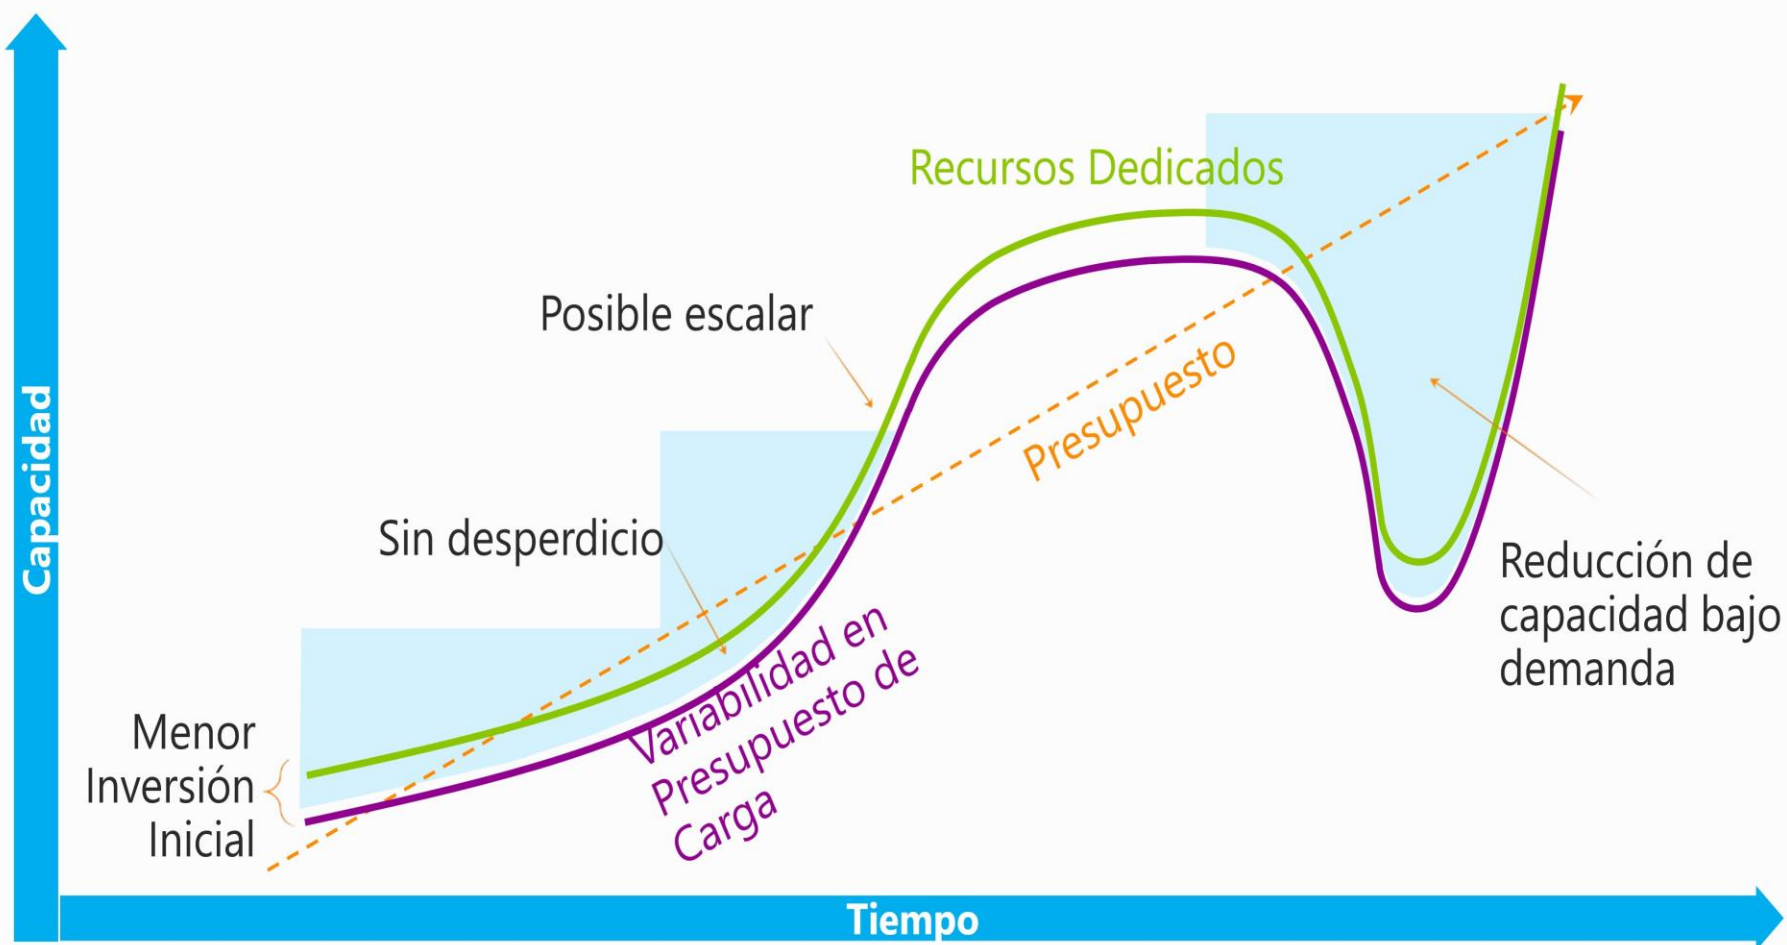 Recursos Dedicados
Posible escalar
Presupuesto
Capacidad
Sin desperdicio
Reducción de
capacidad bajo
demanda
Variabilidad en
Presupuesto de
Carga
Menor
Inversión
Inicial
Tiempo